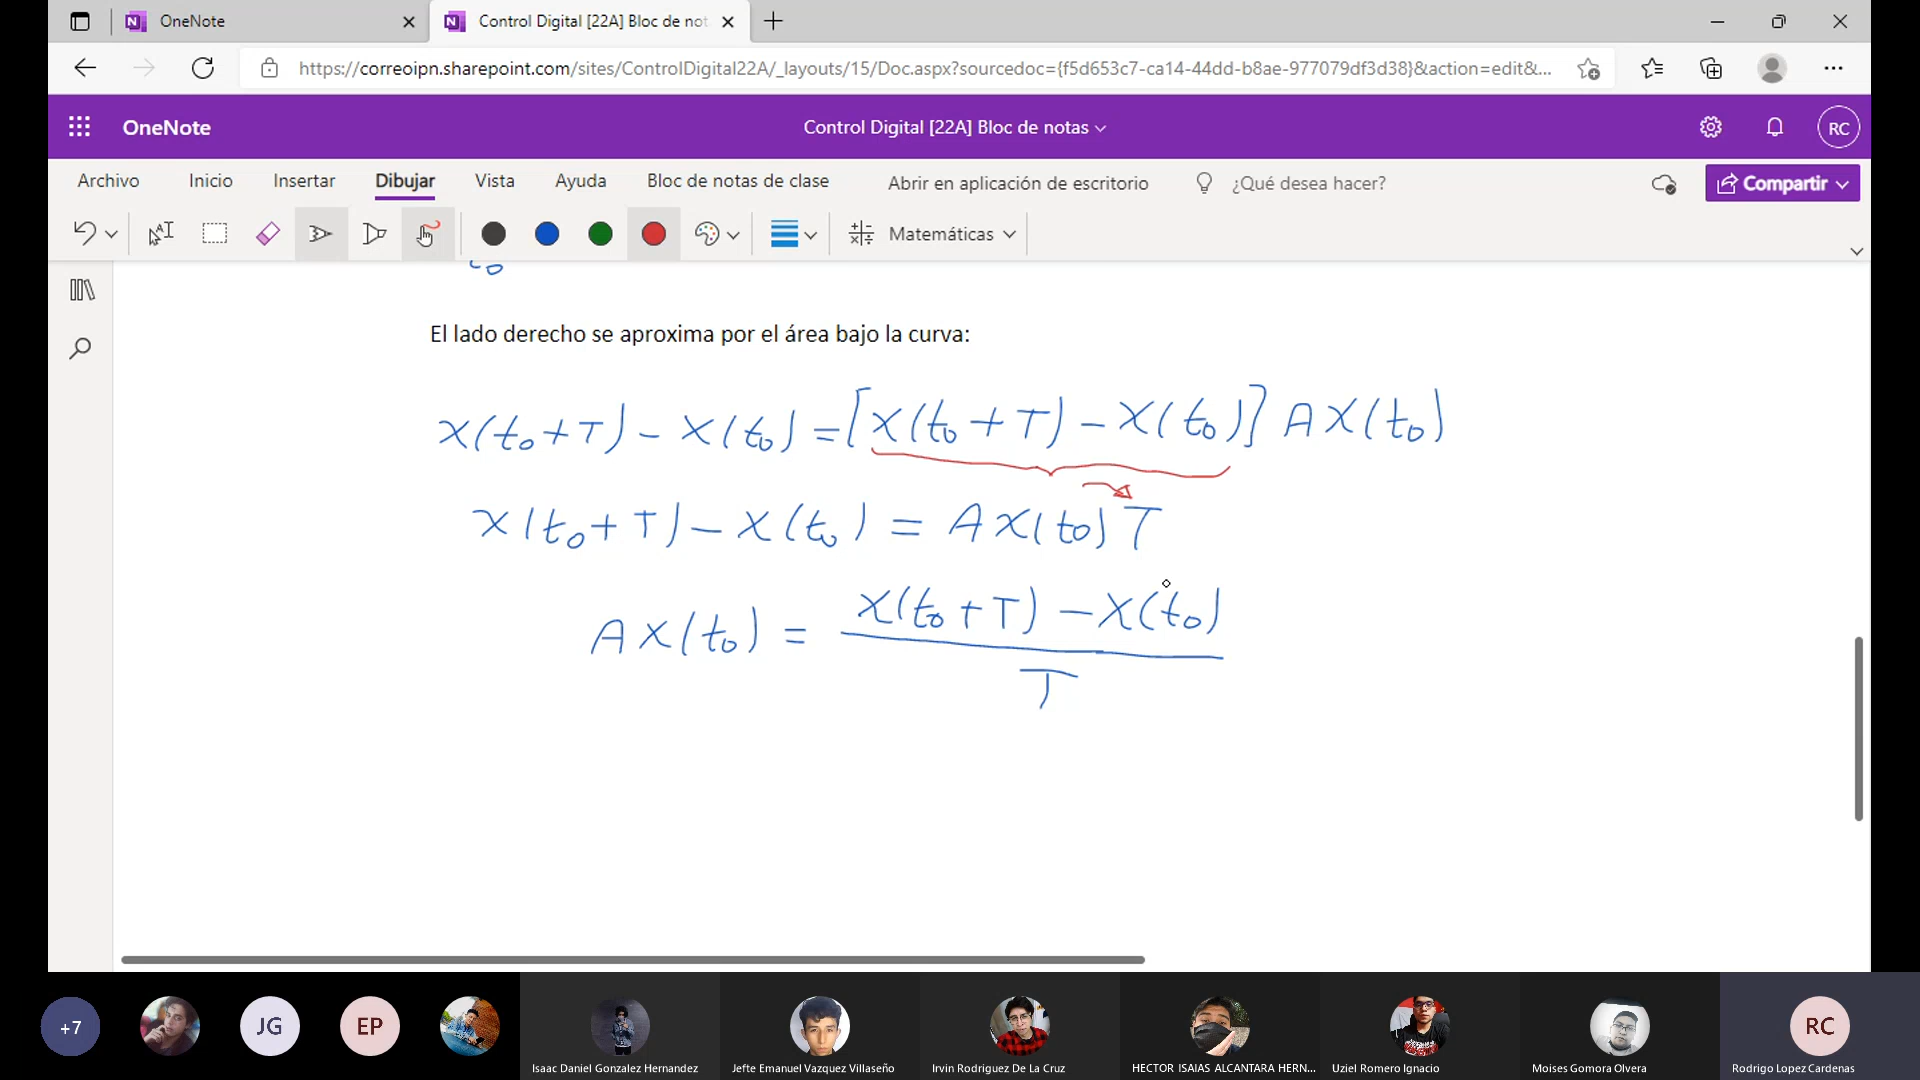 OneNote
Control Digital [22A] Bloc de not
https://correoipn.sharepoint.com/sites/ControlDigital22A/_layouts/15/Doc.aspx?sourcedoc={f5d653c7-ca14-44dd-b8ae-977079df3d38}&action=edit&...
OneNote
Control Digital [22A] Bloc de notas
RC
Archivo Inicio Insertar Dibujar Vista Ayuda Bloc de notas de clase Abrir en aplicación de escritorio ¿Qué desea hacer? Compartir
Matemáticas
t₀
El lado derecho se aproxima por el área bajo la curva:
X(t₀+T) - X(t₀) = [X(t₀+T) - X(t₀)] A X(t₀)
X(t₀+T) - X(t₀) = A X(t0) T
A X(t₀) = X(t₀+T) - X(t₀)
T
+7 JG EP RC
Isaac Daniel Gonzalez Hernandez Jefte Emanuel Vazquez Villaseño Irvin Rodriguez De La Cruz HECTOR ISAIAS ALCANTARA HERN... Uziel Romero Ignacio Moises Gomora Olvera Rodrigo Lopez Cardenas